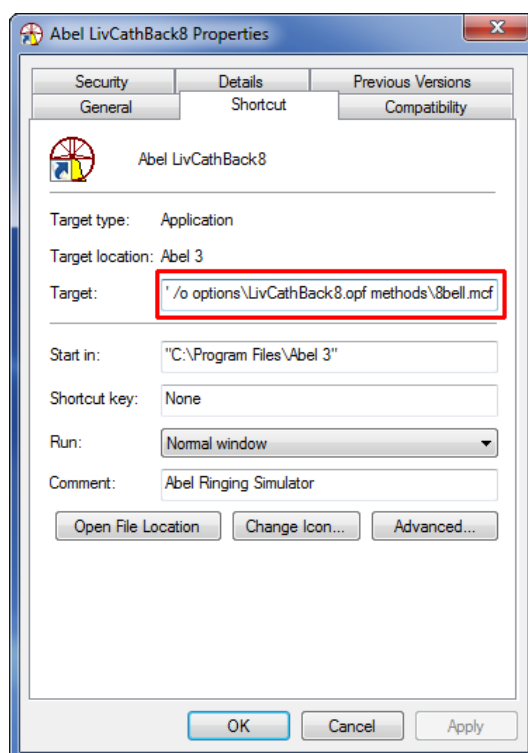 Abel LivCathBack8 Properties
Security Details Previous Versions
General Shortcut Compatibility
Abel LivCathBack8
Target type: Application
Target location: Abel 3
Target: ' /o options\LivCathBack8.opf methods\8bell.mcf
Start in: "C:\Program Files\Abel 3"
Shortcut key: None
Run: Normal window
Comment: Abel Ringing Simulator
Open File Location Change Icon... Advanced...
OK Cancel Apply